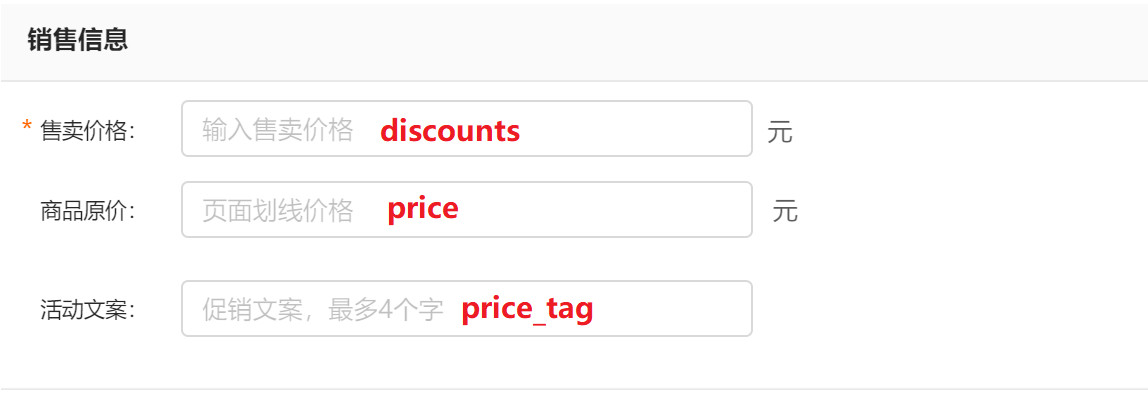 销售信息
* 售卖价格： 输入售卖价格 discounts 元
商品原价： 页面划线价格 price 元
活动文案： 促销文案，最多4个字 price_tag